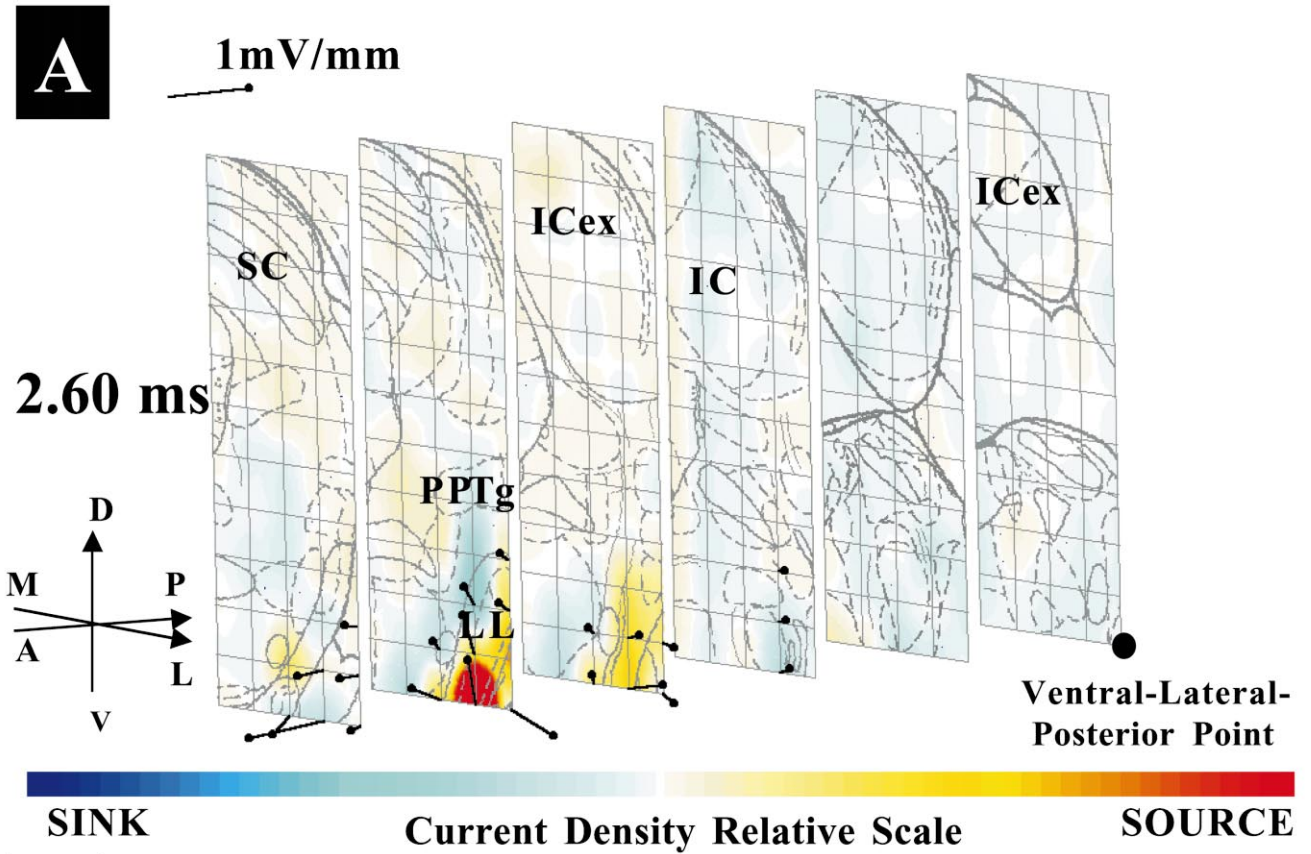 A
1mV/mm
SC
ICex
IC
ICex
2.60 ms
PPTg
LL
D
M P
A L
V
Ventral-Lateral-
Posterior Point
SINK
Current Density Relative Scale
SOURCE